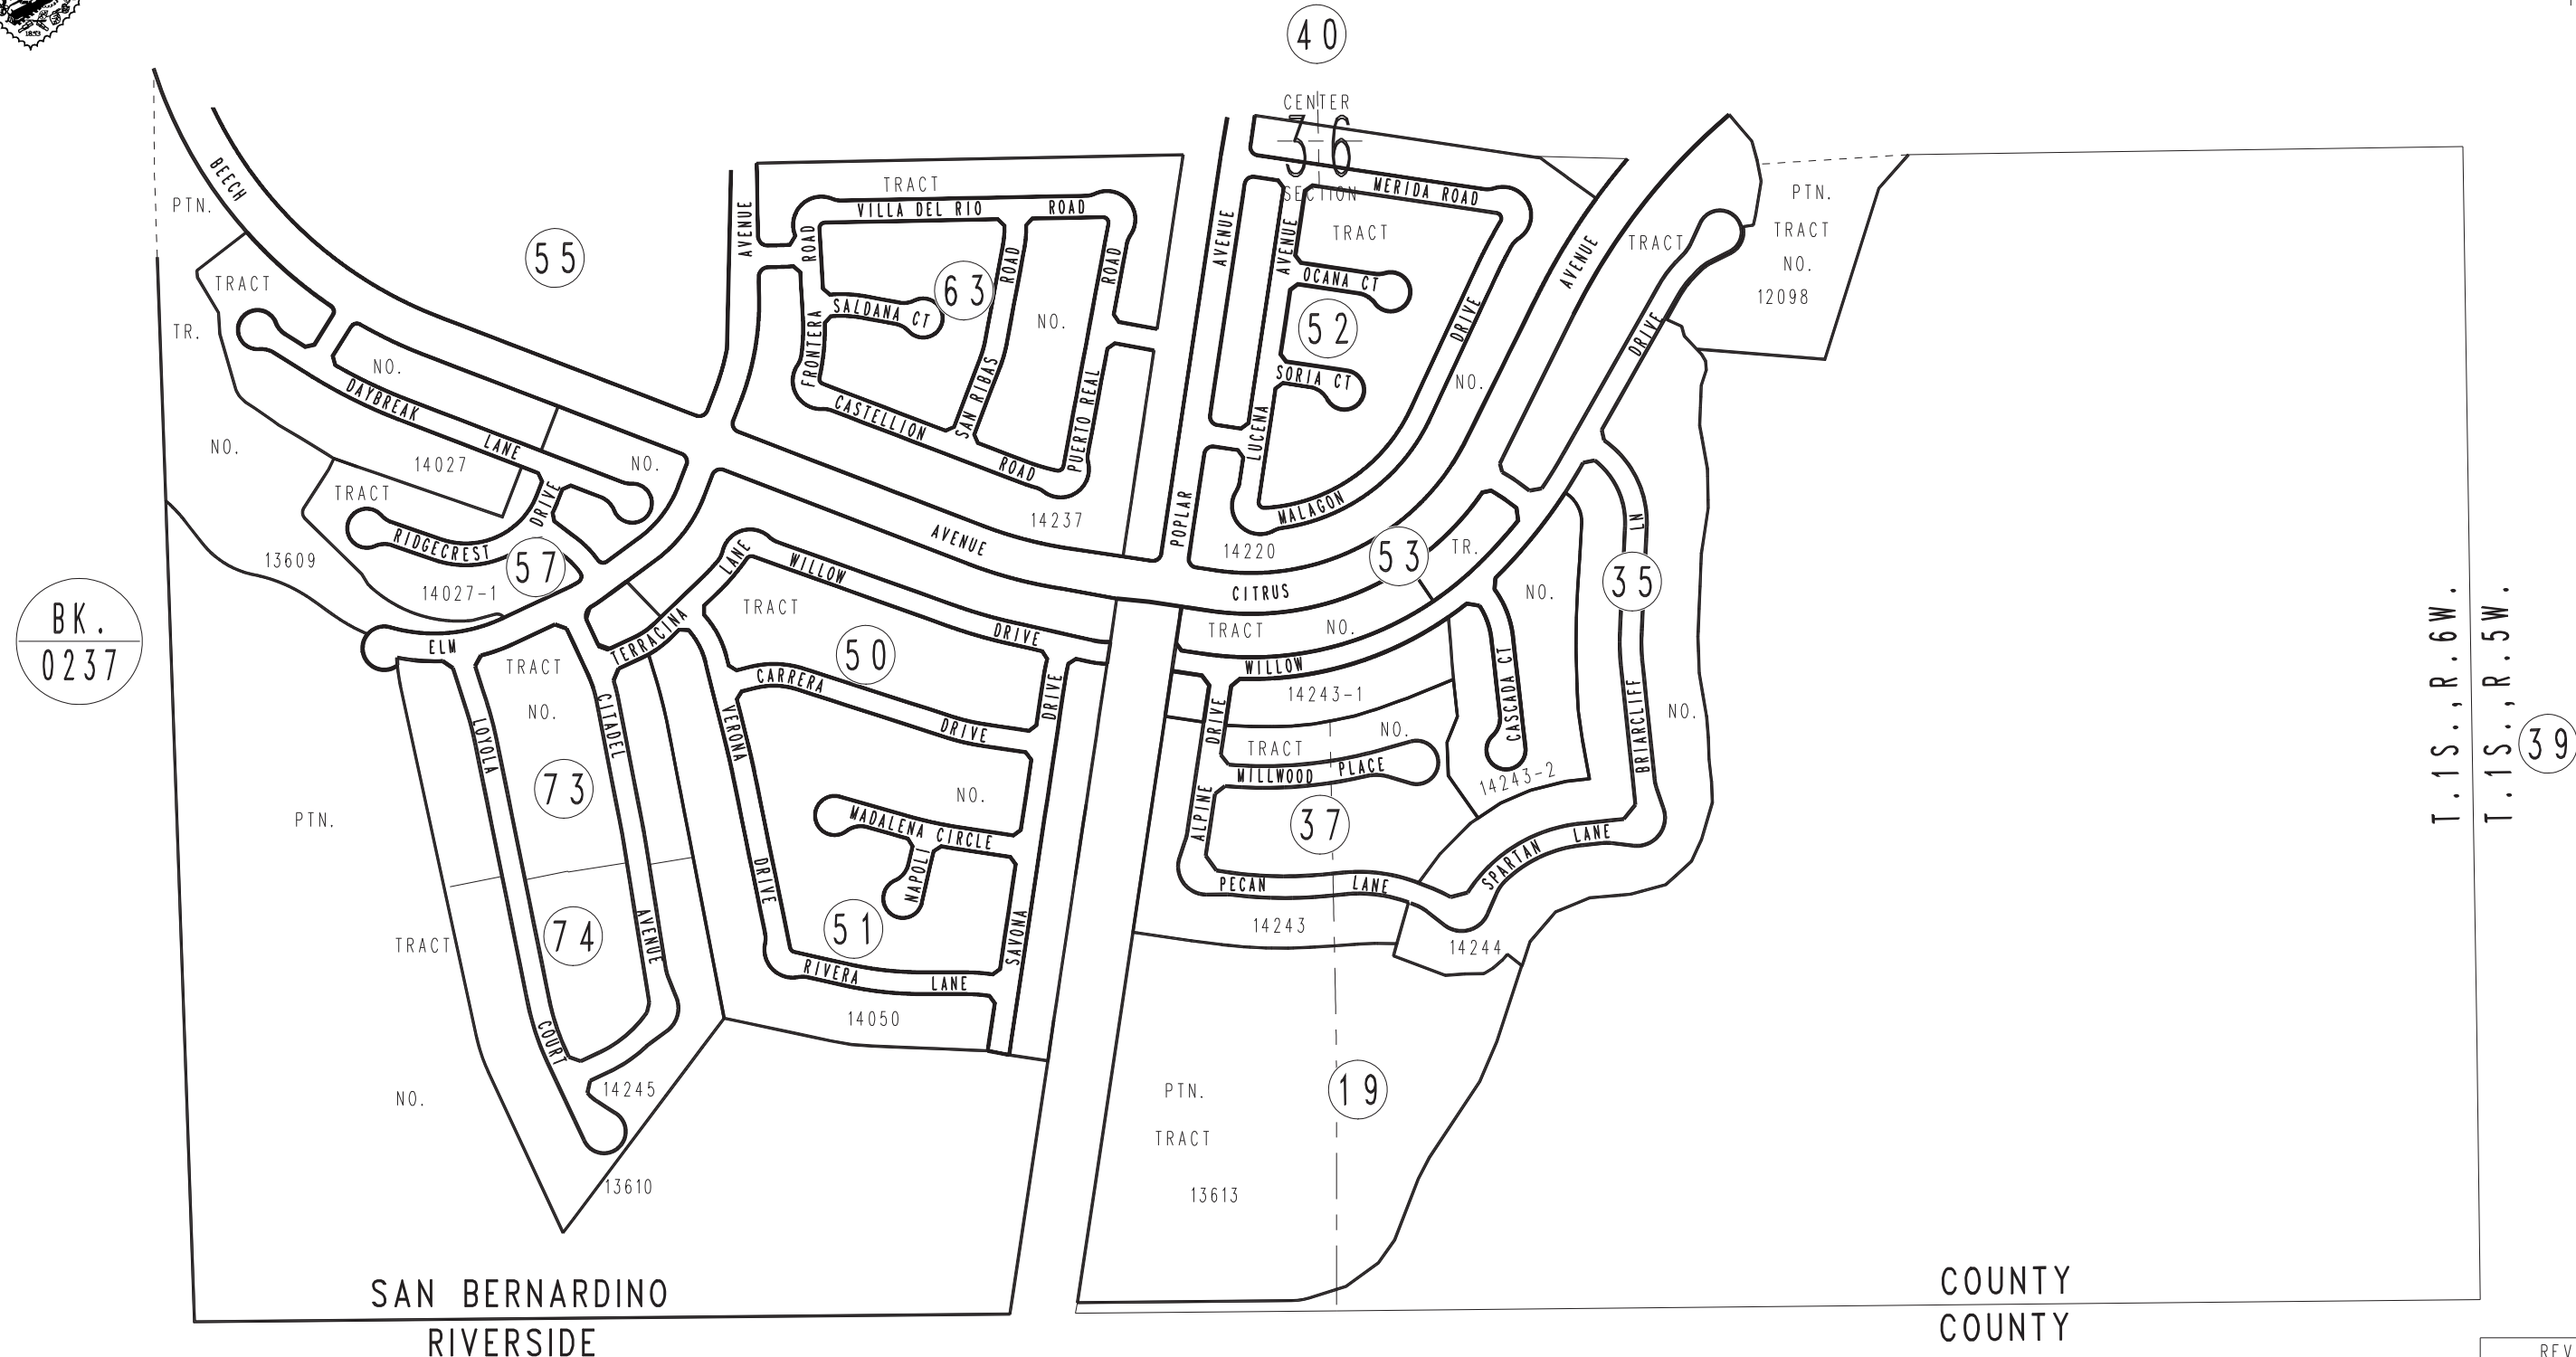 1853
40
CENTER
36
SECTION
BEECH
PTN.
TRACT
TR.
NO.
55
AVENUE
TRACT
VILLA DEL RIO ROAD
ROAD
63
ROAD
ROAD
SALDANA CT
FRONTERA
NO.
SAN RIBAS
CASTELLION ROAD
PUERTO REAL
14237
AVENUE
AVENUE
MERIDA ROAD
TRACT
OCANA CT
52
SORIA CT
DRIVE
NO.
LUCENA
MALAGON
POPLAR
14220
AVENUE
TRACT
DRIVE
PTN.
TRACT
NO.
12098
NO.
DAYBREAK LANE
NO.
14027
TRACT
DRIVE
RIDGECREST
57
13609
14027-1
AVENUE
CITRUS
53
TR.
NO.
LN
35
BK.
0237
ELM
TERRACINA LANE
WILLOW DRIVE
TRACT
50
CARRERA DRIVE
DRIVE
TRACT NO.
WILLOW
14243-1
NO.
TRACT
MILLWOOD PLACE
DRIVE
ALPINE
37
CASCADA CT
14243-2
BRIARCLIFF
NO.
T.1S.,R.6W.
T.1S.,R.5W.
39
TRACT
NO.
LOYOLA
CITADEL
73
VERONA
NO.
MADALENA CIRCLE
NAPOLI
DRIVE
51
SAVONA
RIVERA LANE
14050
PECAN LANE
SPARTAN LANE
14243
14244
PTN.
TRACT
NO.
74
AVENUE
COURT
14245
13610
PTN.
19
TRACT
13613
SAN BERNARDINO COUNTY
RIVERSIDE COUNTY
REV